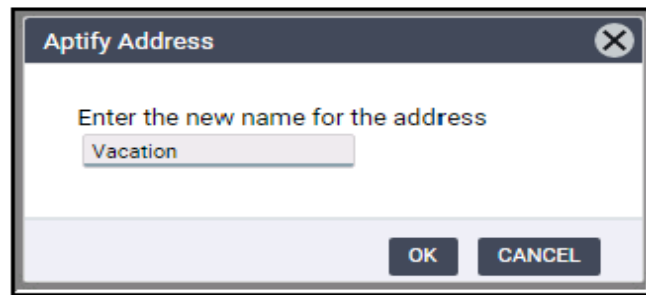 Aptify Address
Enter the new name for the address
Vacation
OK CANCEL